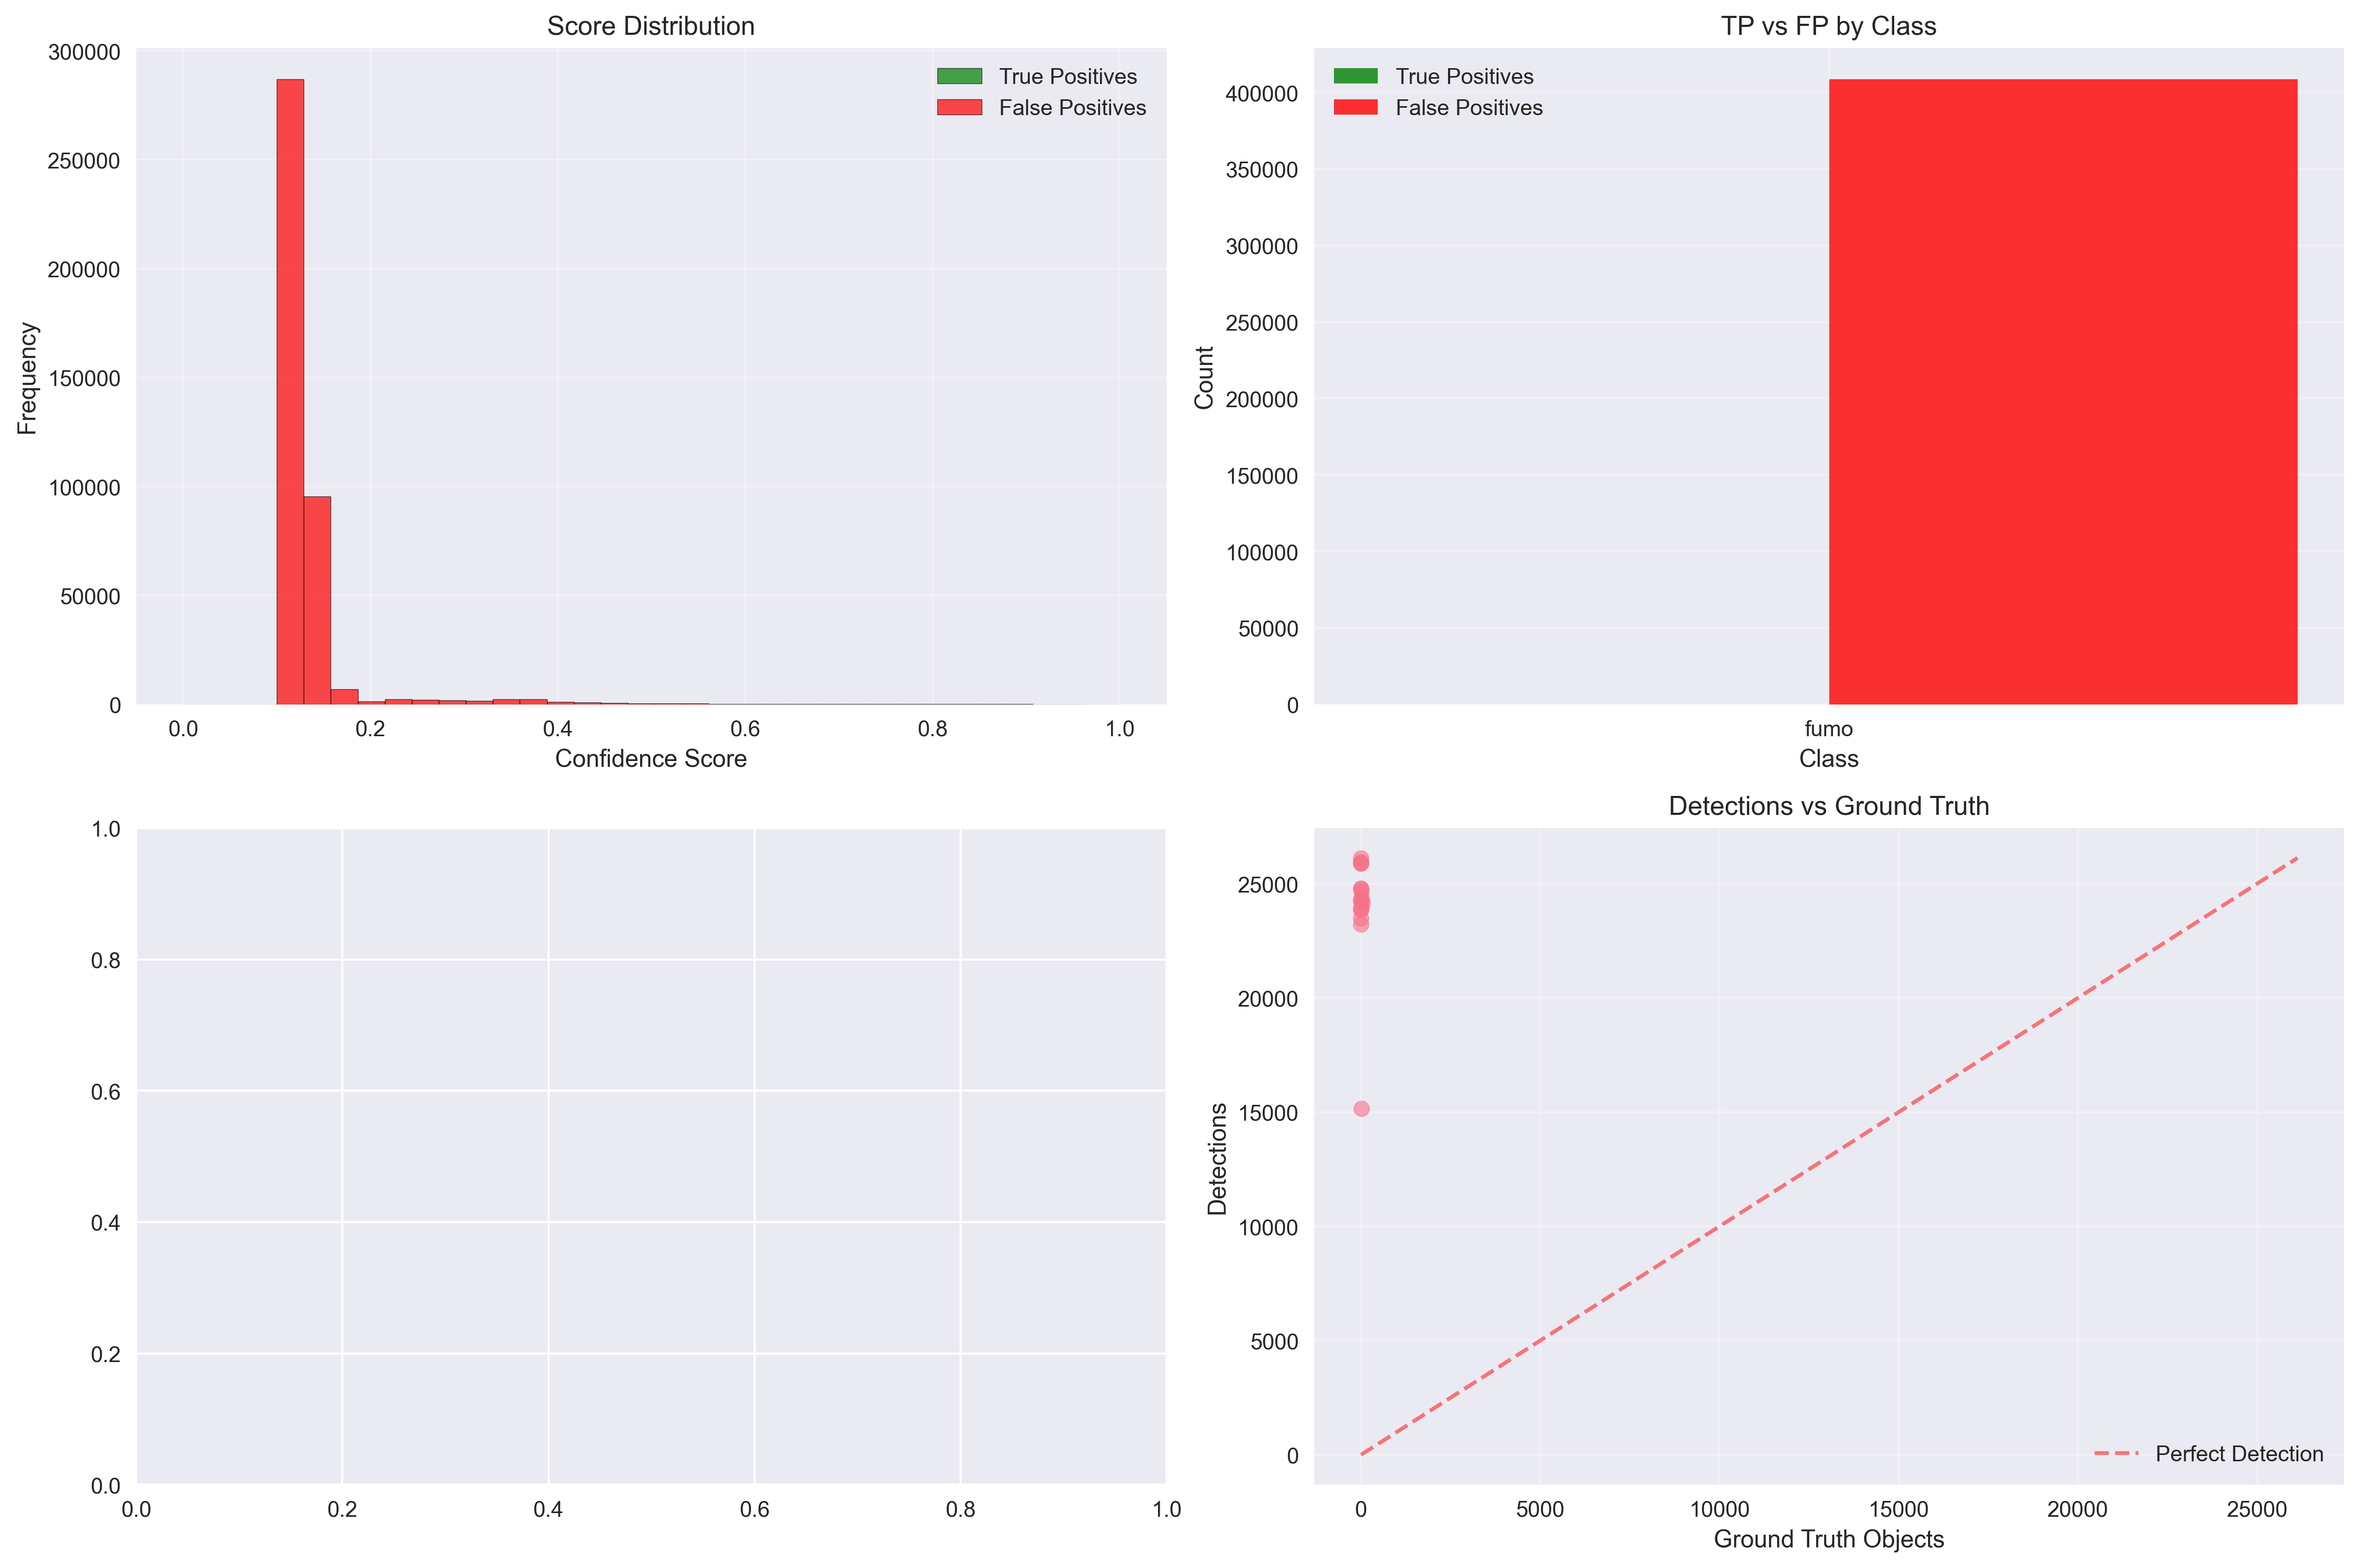 Score Distribution
300000
250000
200000
150000
100000
50000
0
Frequency
0.0 0.2 0.4 0.6 0.8 1.0
Confidence Score
True Positives
False Positives
TP vs FP by Class
400000
350000
300000
250000
200000
150000
100000
50000
0
Count
fumo
Class
True Positives
False Positives
1.0
0.8
0.6
0.4
0.2
0.0
0.0 0.2 0.4 0.6 0.8 1.0
Detections vs Ground Truth
25000
20000
15000
10000
5000
0
Detections
0 5000 10000 15000 20000 25000
Ground Truth Objects
Perfect Detection